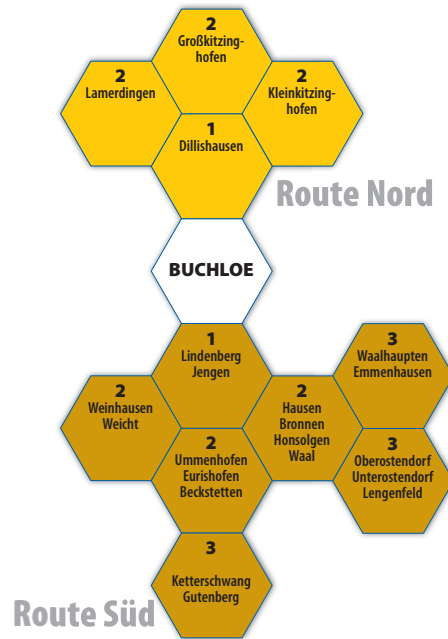 2
Großkitzing-
hofen
2
Lamerdingen
2
Kleinkitzing-
hofen
1
Dillishausen
Route Nord
BUCHLOE
1
Lindenberg
Jengen
3
Waalhaupten
Emmenhausen
2
Weinhausen
Weicht
2
Hausen
Bronnen
Honsolgen
Waal
2
Ummenhofen
Eurishofen
Beckstetten
3
Oberostendorf
Unterostendorf
Lengenfeld
3
Ketterschwang
Gutenberg
Route Süd